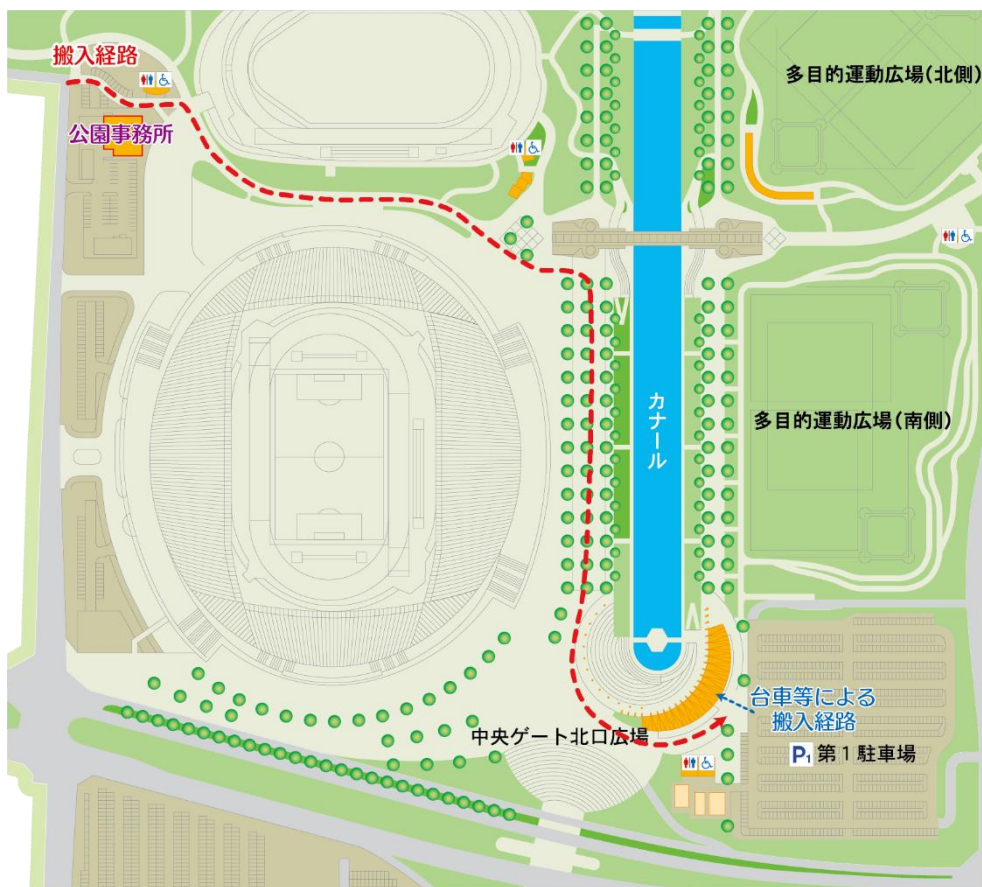 搬入経路
公園事務所
多目的運動広場(北側)
カナール
多目的運動広場(南側)
台車等による
搬入経路
中央ゲート北口広場
P1 第1駐車場